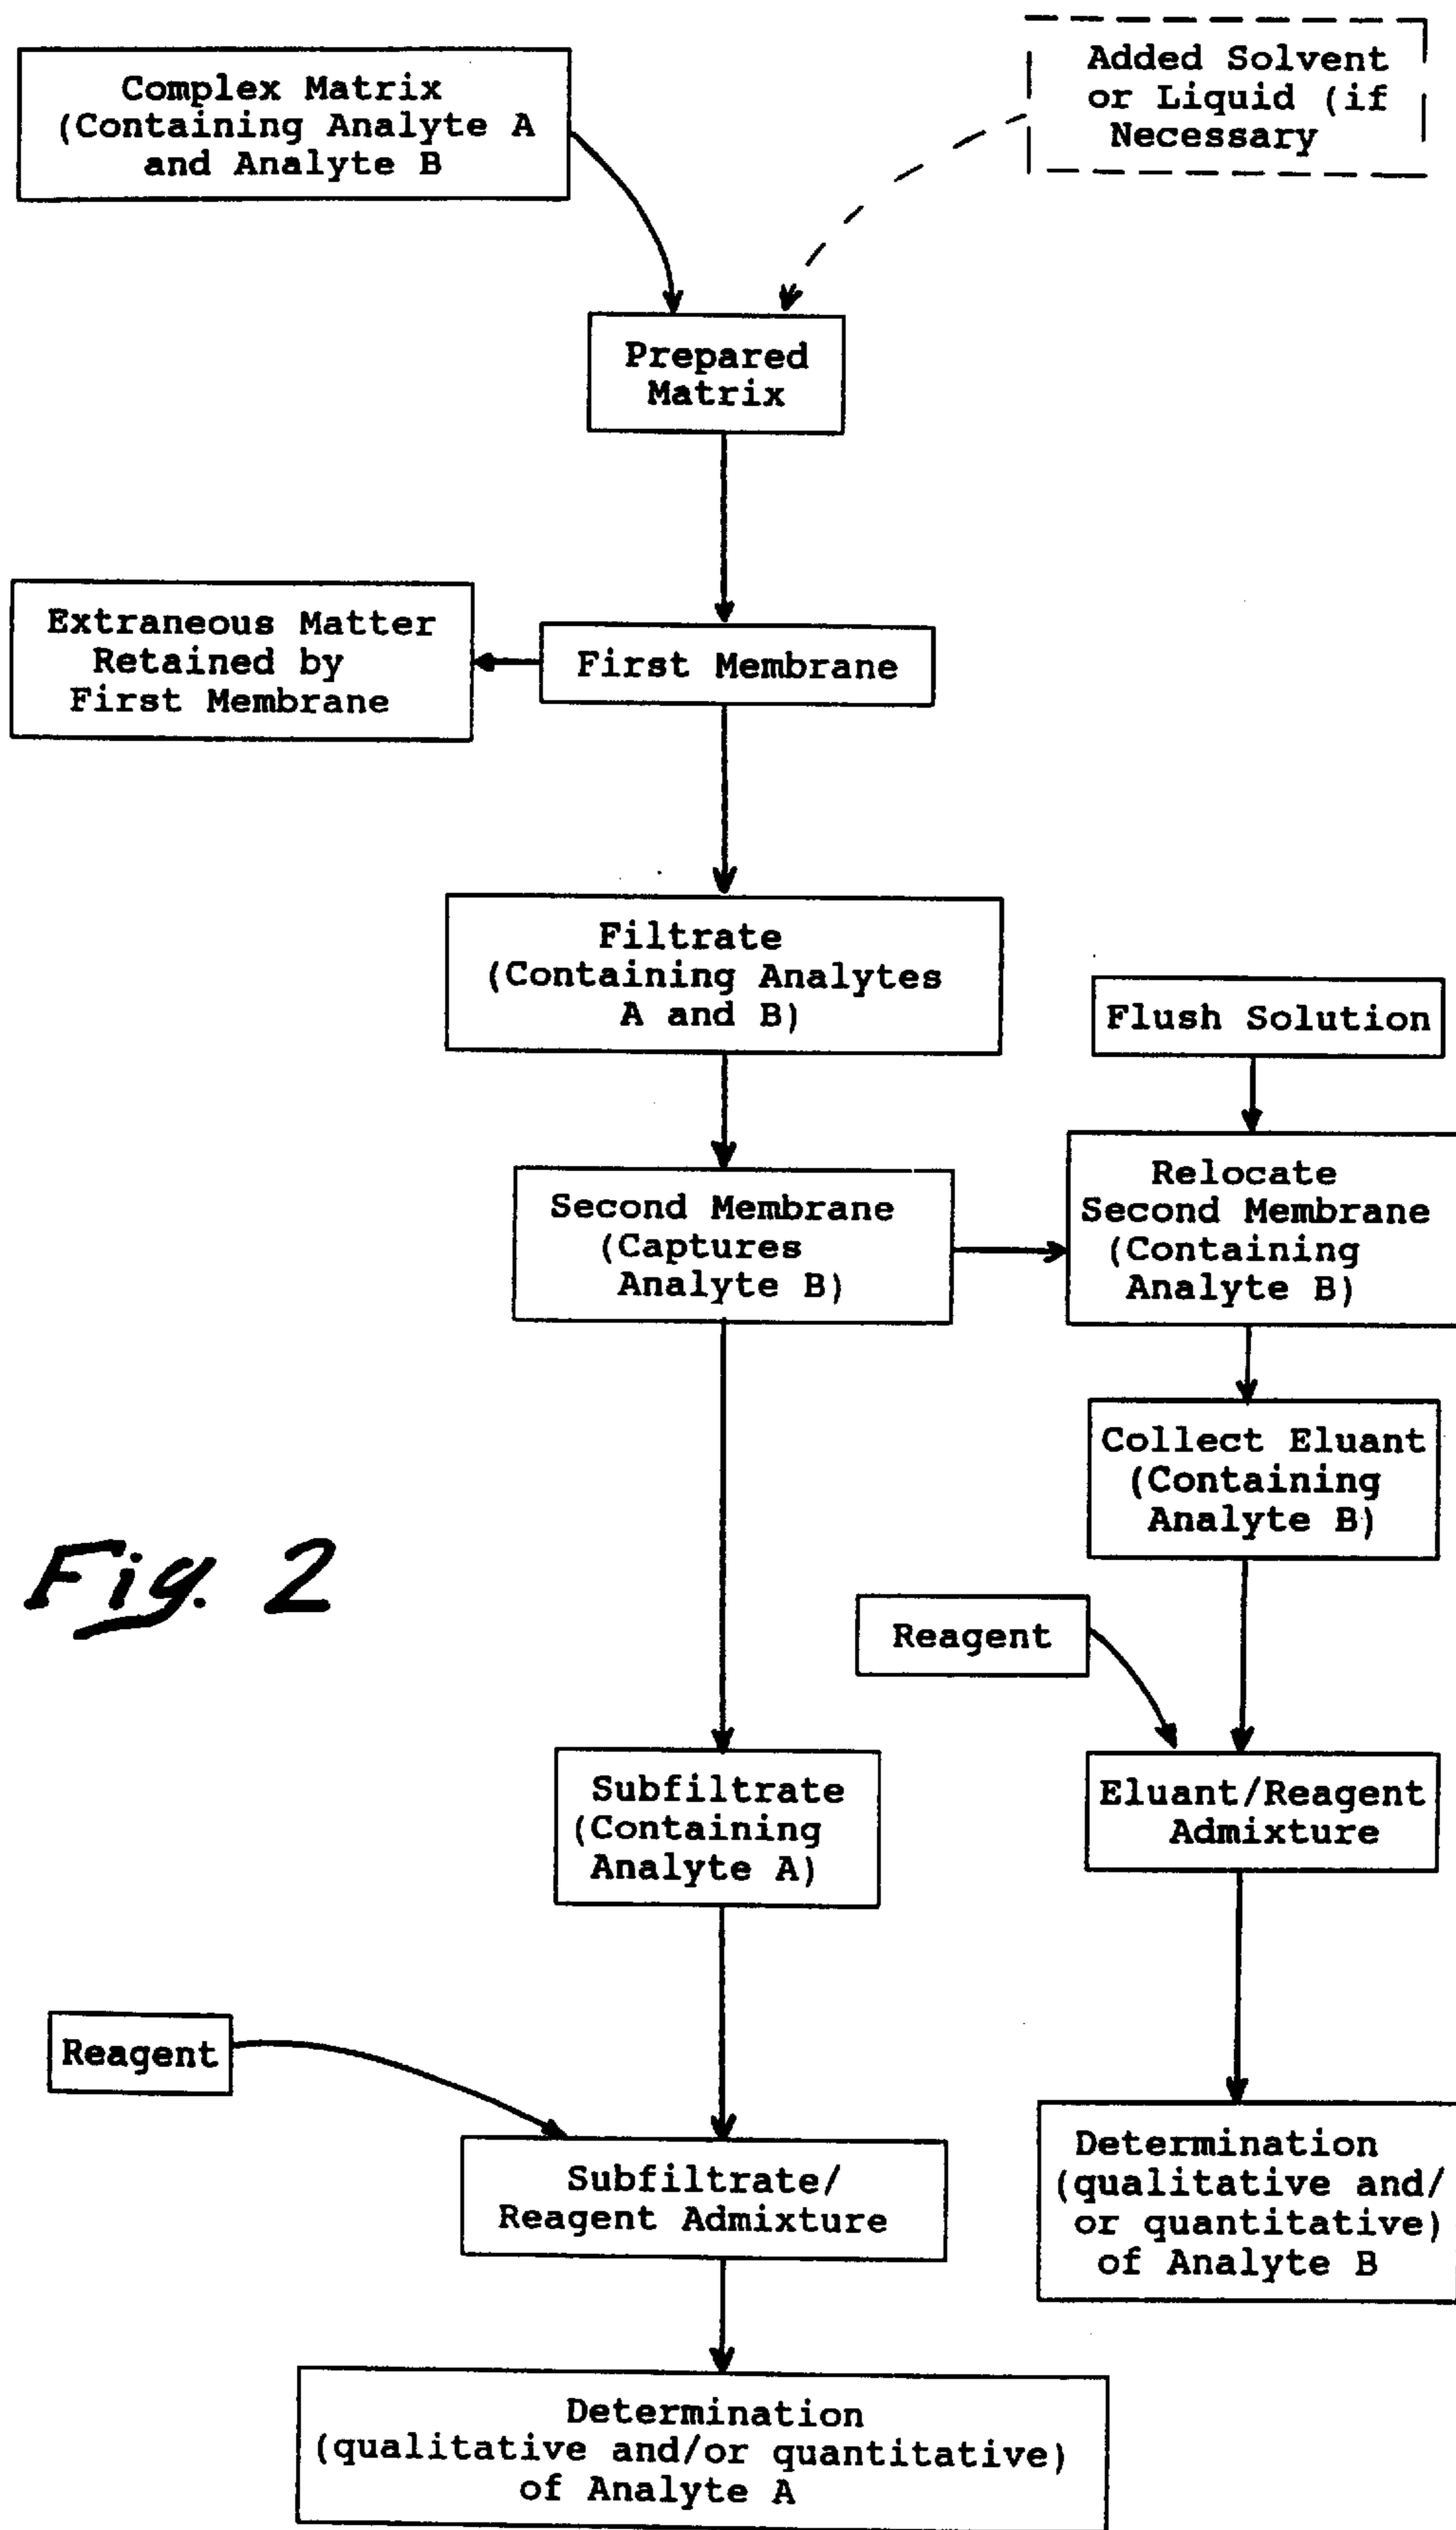 Complex Matrix
(Containing Analyte A
and Analyte B
Added Solvent
or Liquid (if
Necessary
Prepared
Matrix
Extraneous Matter
Retained by
First Membrane
First Membrane
Filtrate
(Containing Analytes
A and B)
Flush Solution
Second Membrane
(Captures
Analyte B)
Relocate
Second Membrane
(Containing
Analyte B)
Collect Eluant
(Containing
Analyte B)
Fig. 2
Reagent
Subfiltrate
(Containing
Analyte A)
Eluant/Reagent
Admixture
Reagent
Subfiltrate/
Reagent Admixture
Determination
(qualitative and/
or quantitative)
of Analyte B
Determination
(qualitative and/or quantitative)
of Analyte A